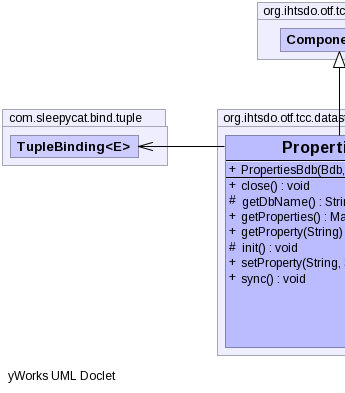 org.ihtsdo.otf.tc
Compone
com.sleepycat.bind.tuple
TupleBinding<E>
org.ihtsdo.otf.tcc.datas
Properti
+ PropertiesBdb(Bdb,
+ close() : void
# getDbName() : Strin
+ getProperties() : Ma
+ getProperty(String)
# init() : void
+ setProperty(String, S
+ sync() : void
yWorks UML Doclet